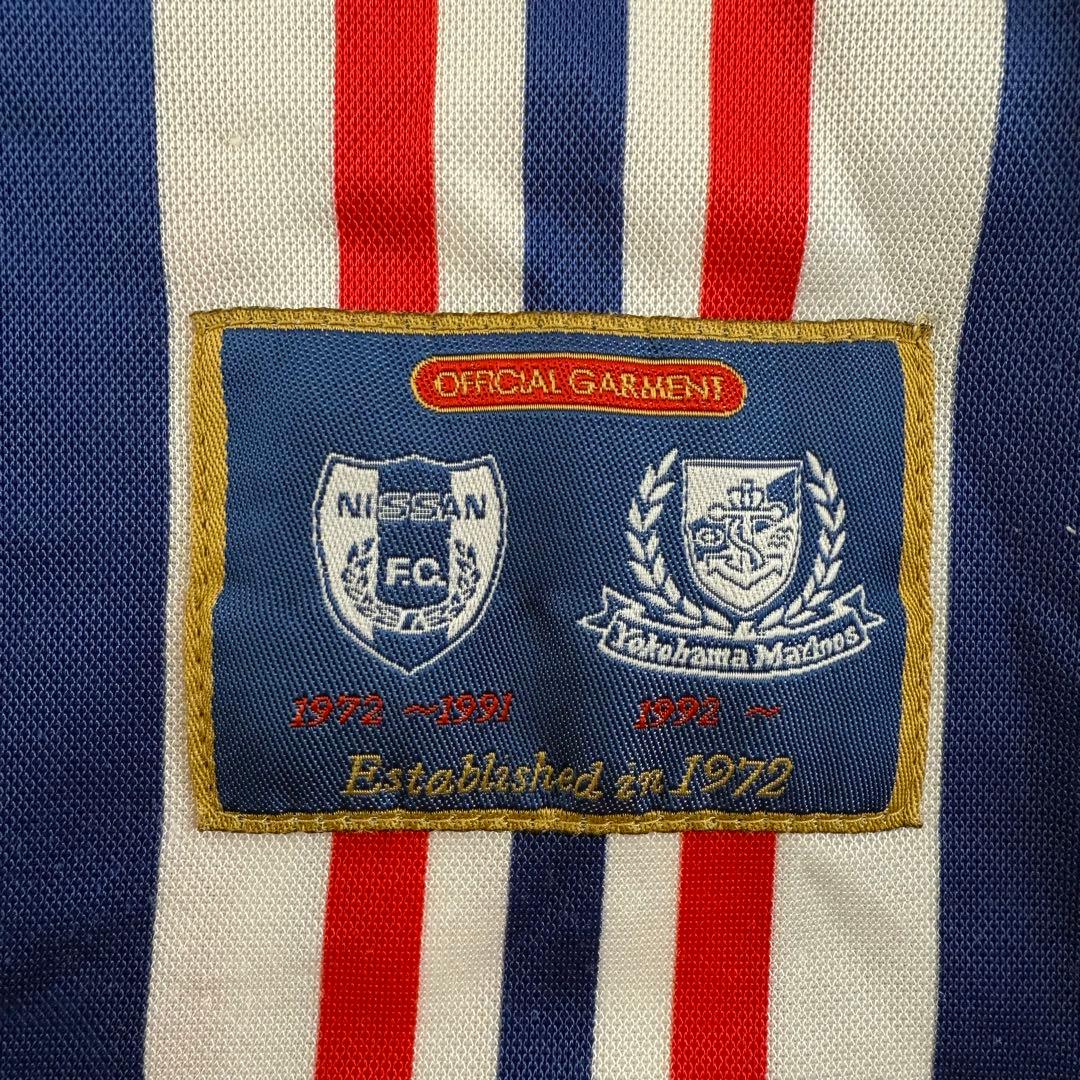 OFFICIAL GARMENT
NISSAN
F.C.
Yokohama Marinos
1972 ~1991
1992 ~
Established in 1972